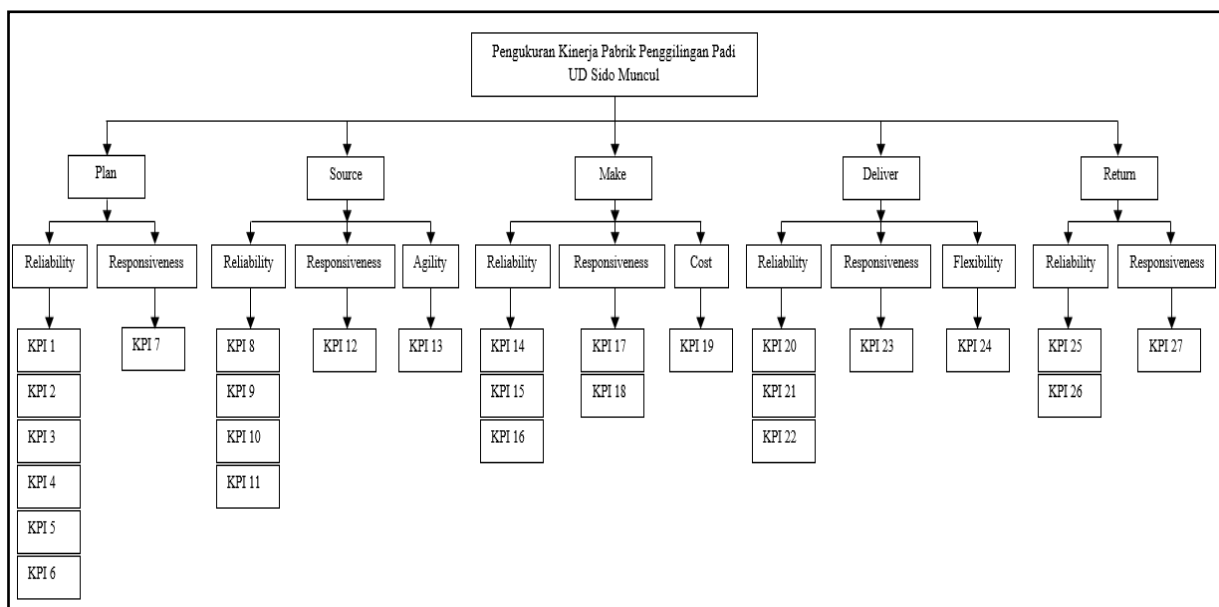 Pengukuran Kinerja Pabrik Penggilingan Padi
UD Sido Muncul
Plan
Source
Make
Deliver
Return
Reliability
Responseness
Reliability
Responsiveness
Agility
Reliability
Responsiveness
Cost
Reliability
Responsiveness
Flexibility
Reliability
Responsiveness
KPI 1
KPI 7
KPI 8
KPI 12
KPI 13
KPI 14
KPI 17
KPI 19
KPI 20
KPI 23
KPI 24
KPI 25
KPI 27
KPI 2
KPI 9
KPI 15
KPI 18
KPI 21
KPI 26
KPI 3
KPI 10
KPI 16
KPI 22
KPI 4
KPI 11
KPI 5
KPI 6